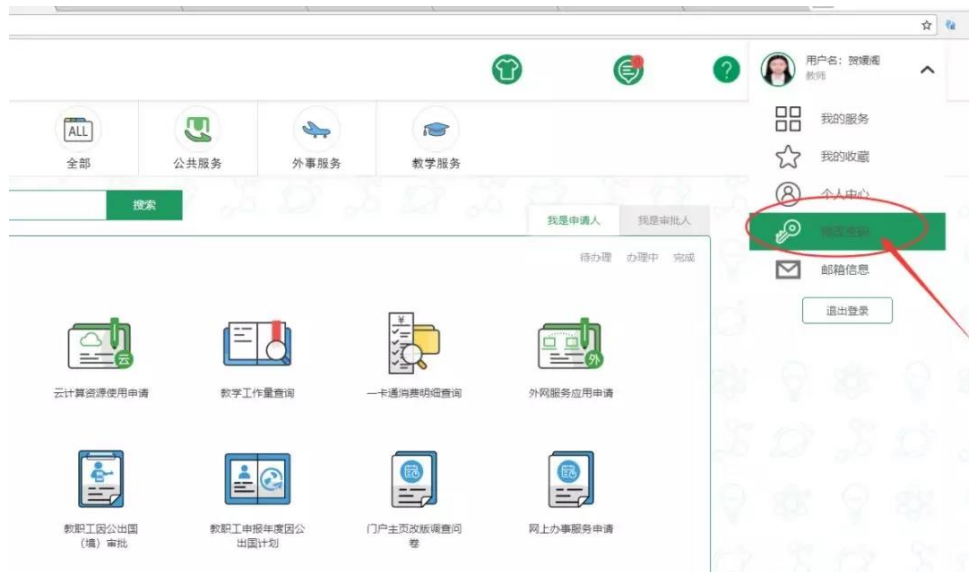 用户名：贺媛阁
教师
ALL
全部
公共服务
外事服务
教学服务
我的服务
我的收藏
个人中心
修改密码
邮箱信息
退出登录
搜索
我是申请人
我是审批人
待办理 办理中 完成
云
云计算资源使用申请
教学工作量查询
¥
一卡通消费明细查询
外
外网服务应用申请
教职工因公出国
（境）审批
教职工申报年度因公
出国计划
门户主页改版调查问
卷
网上办事服务申请